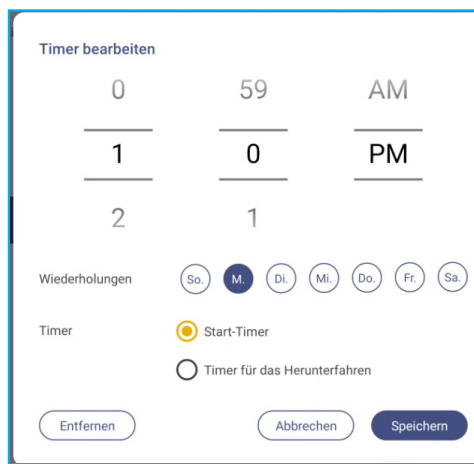 Timer bearbeiten
0 59 AM
1 0 PM
2 1
Wiederholungen So. M. Di. Mi. Do. Fr. Sa.
Timer Start-Timer
Timer für das Herunterfahren
Entfernen Abbrechen Speichern